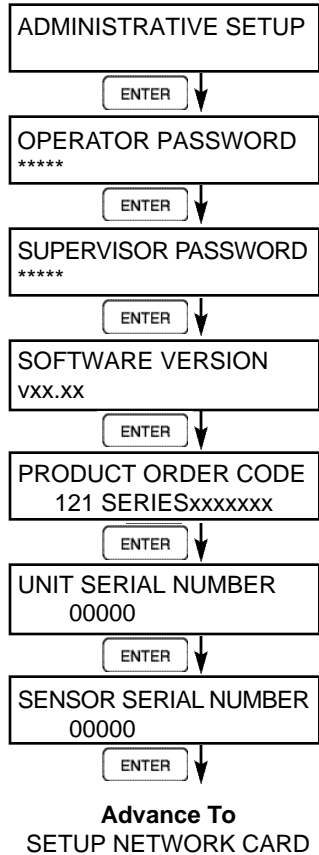 ADMINISTRATIVE SETUP
ENTER
OPERATOR PASSWORD
*****
ENTER
SUPERVISOR PASSWORD
*****
ENTER
SOFTWARE VERSION
vxx.xx
ENTER
PRODUCT ORDER CODE
121 SERIESxxxxxxx
ENTER
UNIT SERIAL NUMBER
00000
ENTER
SENSOR SERIAL NUMBER
00000
ENTER
Advance To
SETUP NETWORK CARD